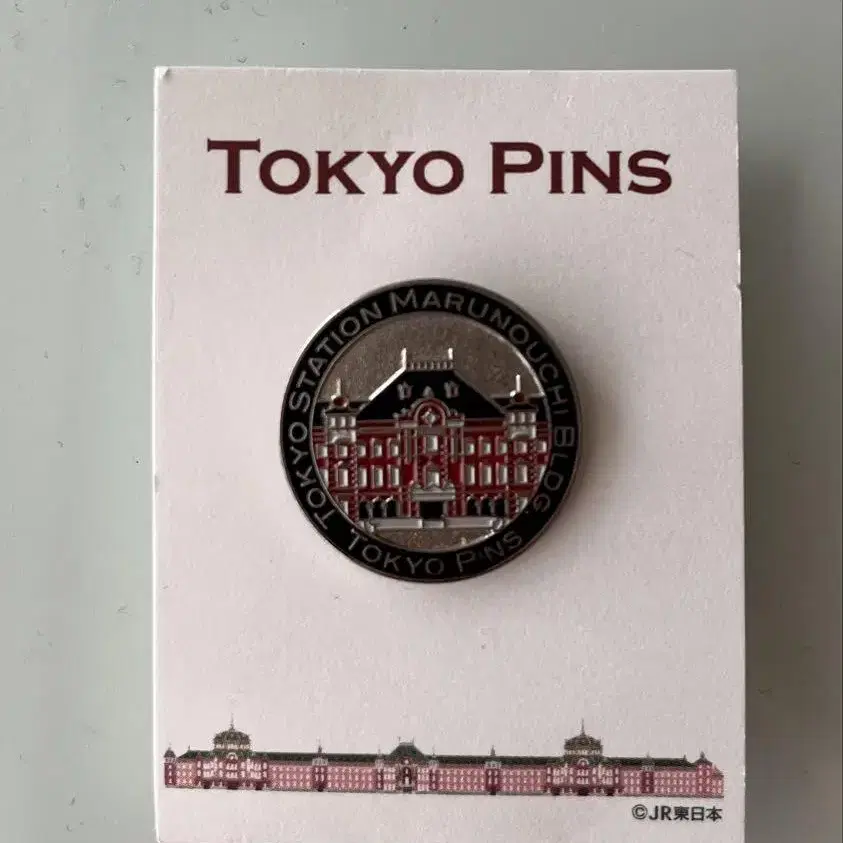 TOKYO PINS
TOKYO STATION MARUNOUCHI BLDG.
TOKYO PINS
©JR東日本